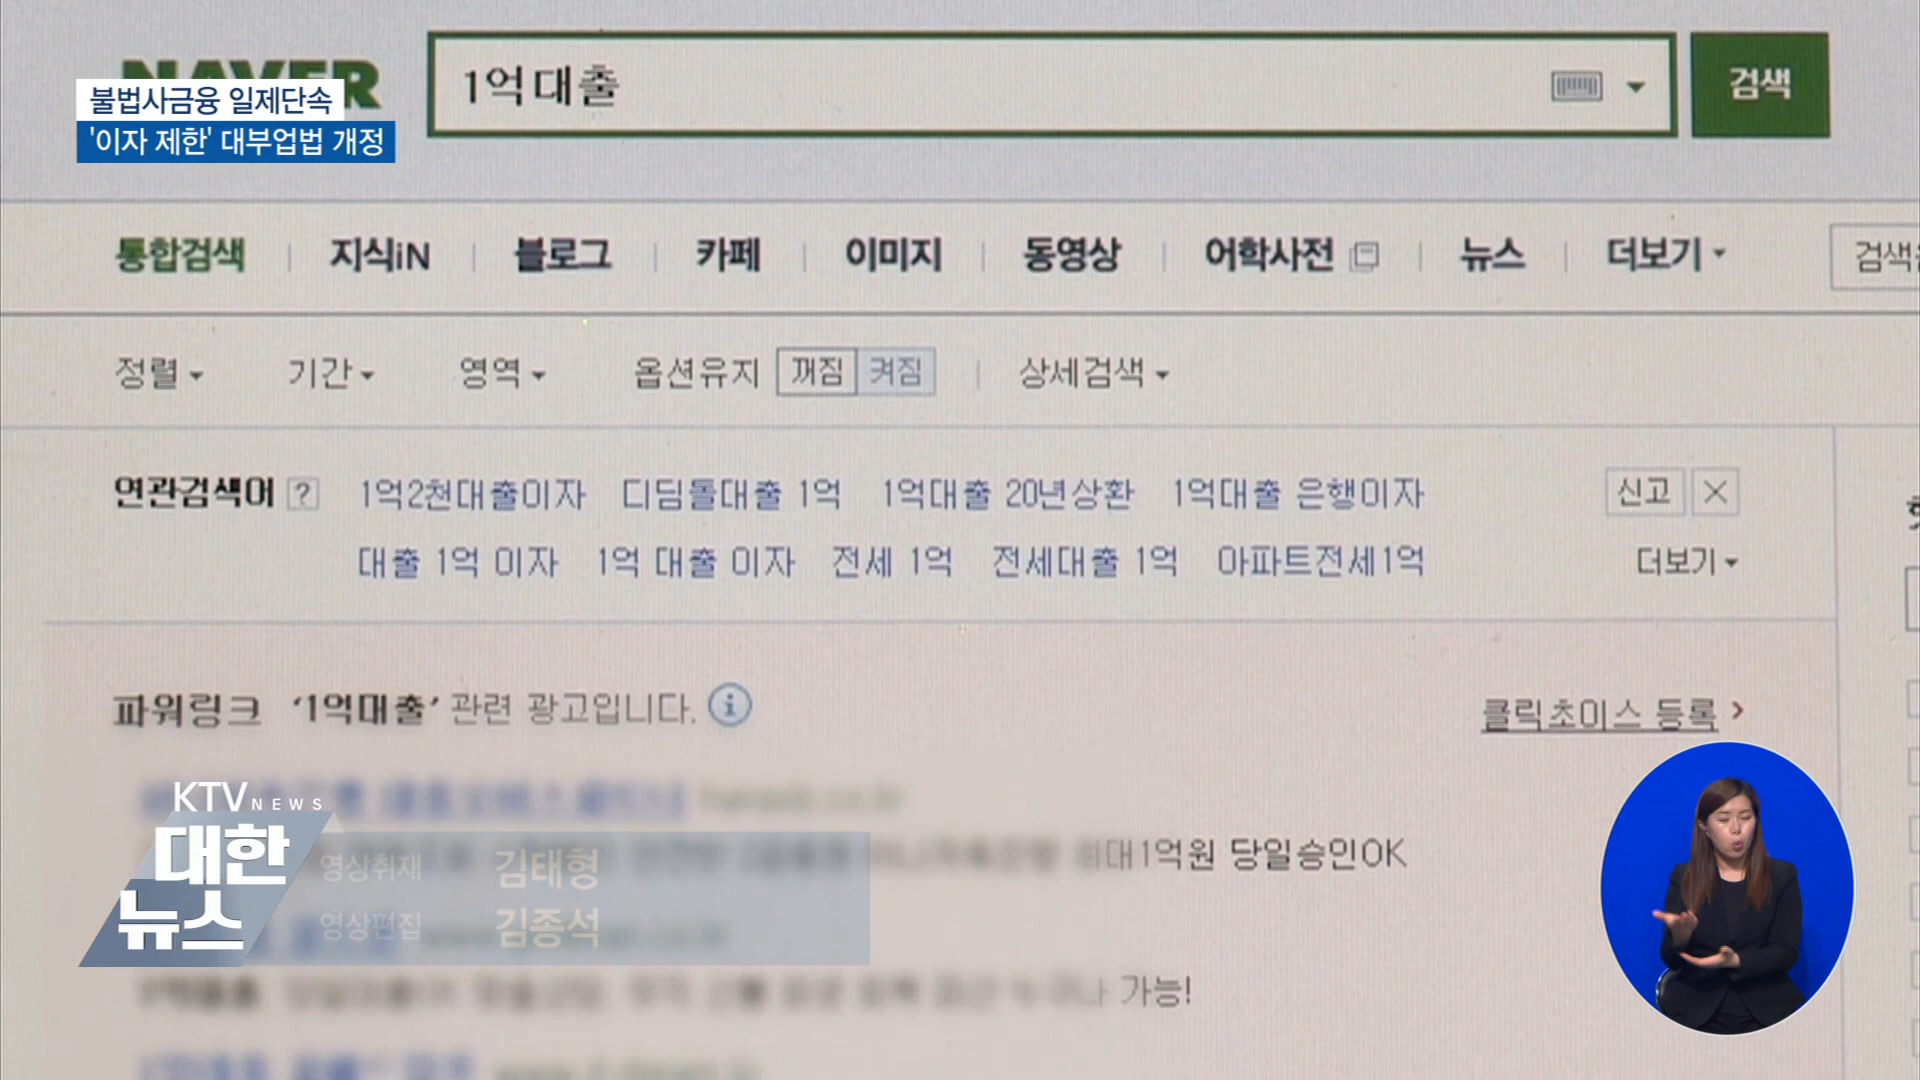 NAVER
불법사금융 일제단속
'이자 제한' 대부업법 개정
1억대출
검색
통합검색 지식iN 블로그 카페 이미지 동영상 어학사전 뉴스 더보기
정렬 기간 영역 옵션유지 꺼짐 켜짐 상세검색
연관검색어 ? 1억2천대출이자 디딤돌대출 1억 1억대출 20년상환 1억대출 은행이자 신고
대출 1억 이자 1억 대출 이자 전세 1억 전세대출 1억 아파트전세1억 더보기
파워링크 '1억대출' 관련 광고입니다. i 클릭초이스 등록
KTV NEWS
대한
뉴스
영상취재 김태형
영상편집 김종석
최대1억원 당일승인OK
누구나 가능!